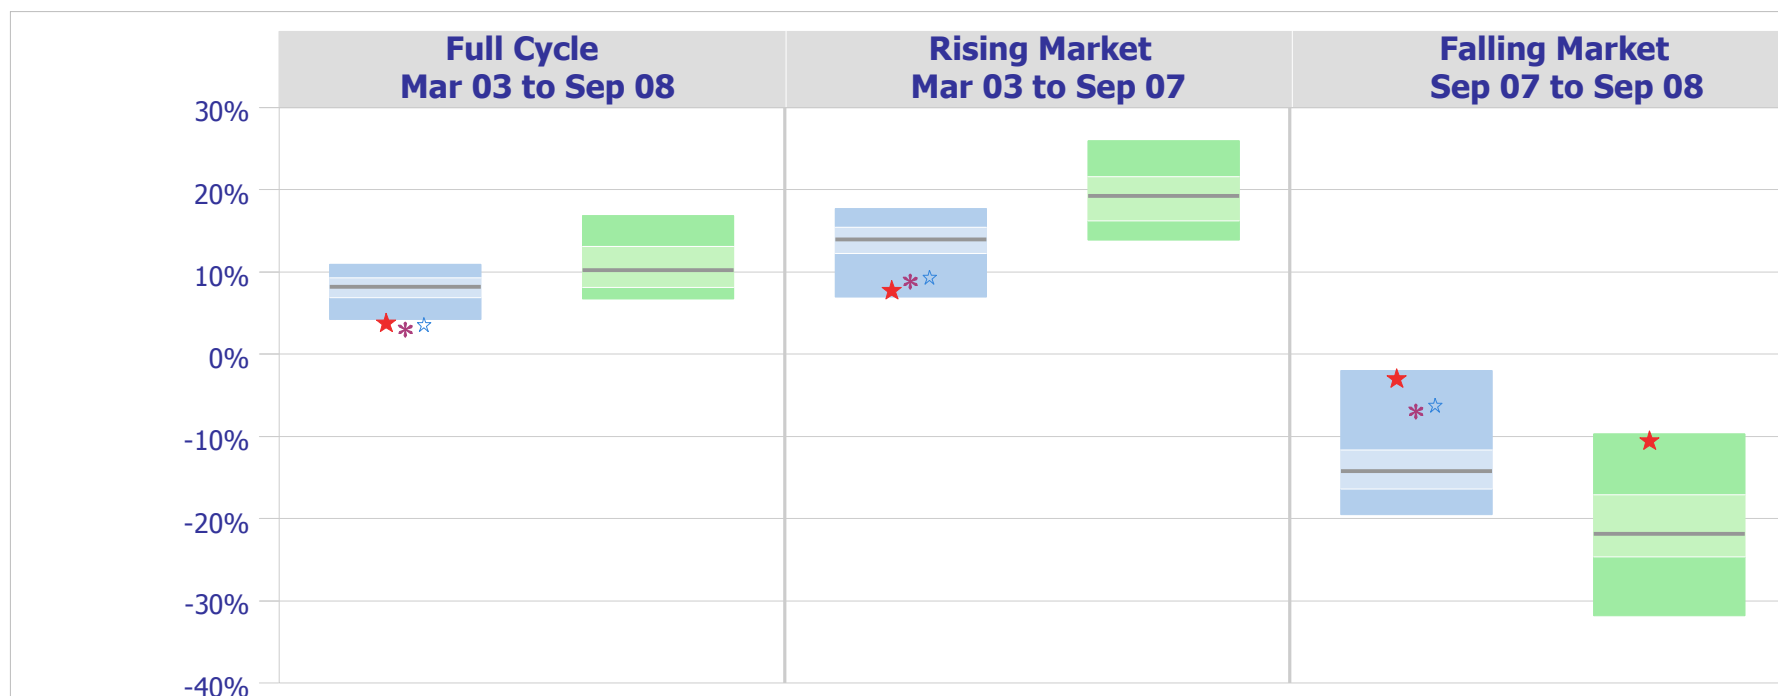 Full Cycle
Mar 03 to Sep 08
Rising Market
Mar 03 to Sep 07
Falling Market
Sep 07 to Sep 08
30%
20%
10%
0%
-10%
-20%
-30%
-40%